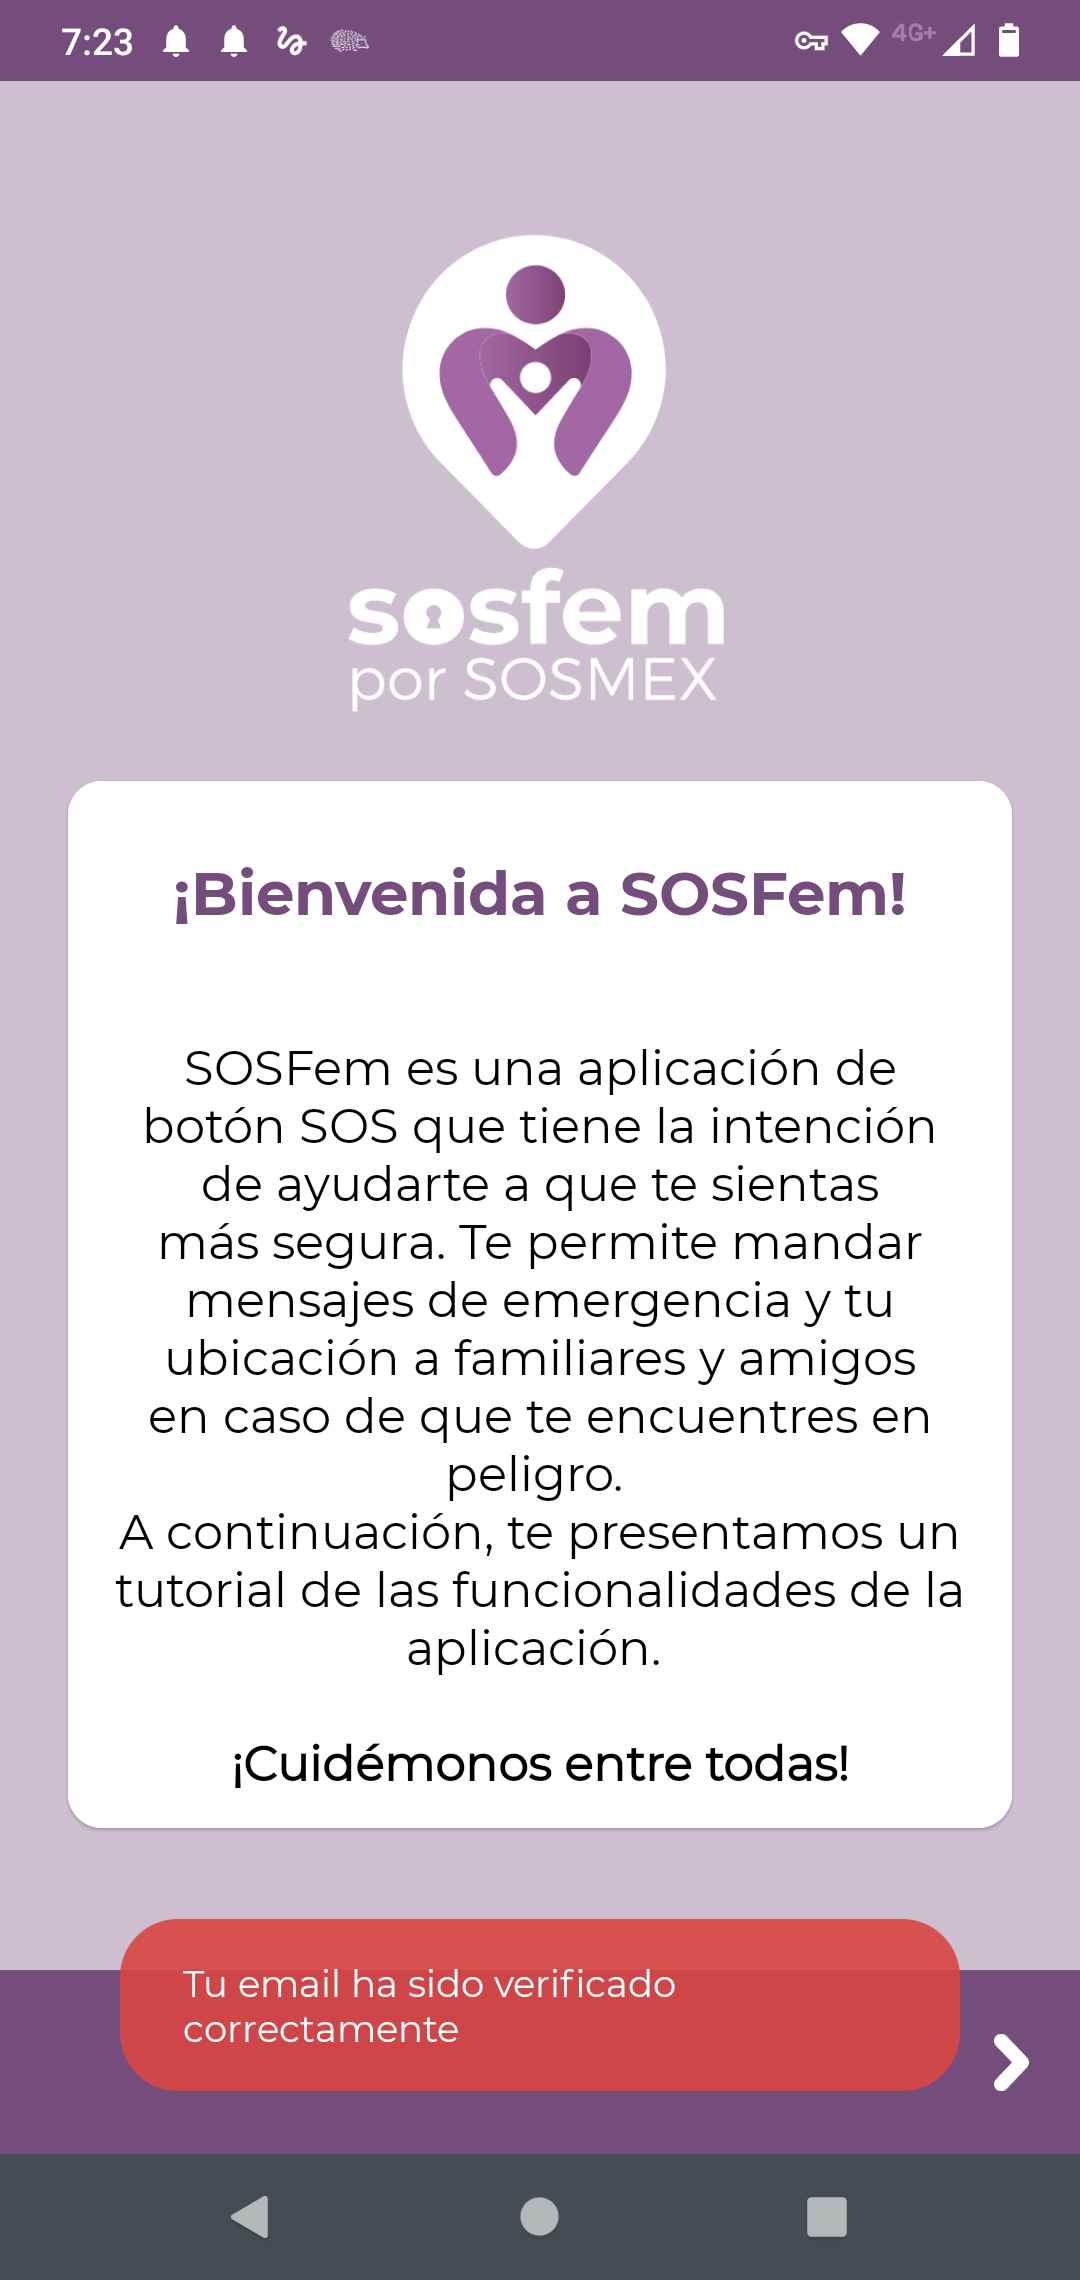 7:23
4G+
sosfem
por SOSMEX
¡Bienvenida a SOSFem!
SOSFem es una aplicación de
botón SOS que tiene la intención
de ayudarte a que te sientas
más segura. Te permite mandar
mensajes de emergencia y tu
ubicación a familiares y amigos
en caso de que te encuentres en
peligro.
A continuación, te presentamos un
tutorial de las funcionalidades de la
aplicación.
¡Cuidémonos entre todas!
Tu email ha sido verificado
correctamente